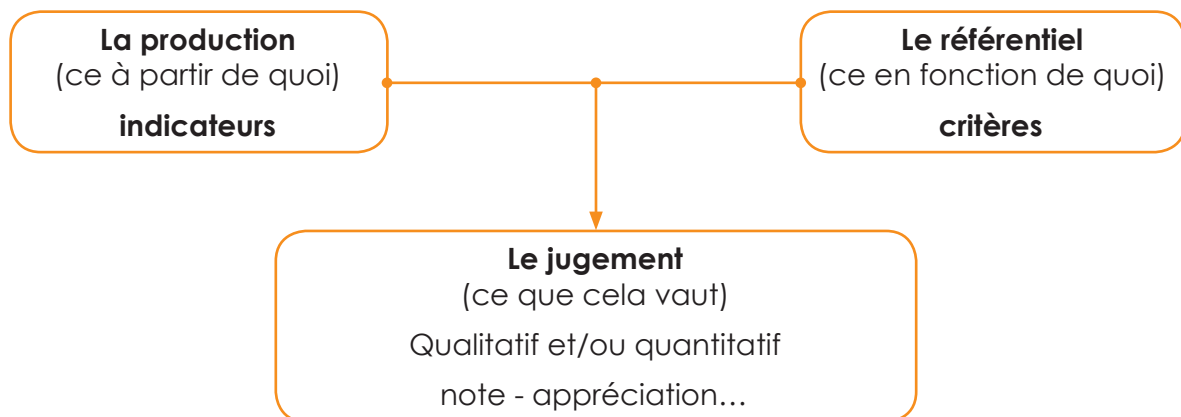 La production
(ce à partir de quoi)
indicateurs
Le référentiel
(ce en fonction de quoi)
critères
Le jugement
(ce que cela vaut)
Qualitatif et/ou quantitatif
note - appréciation…